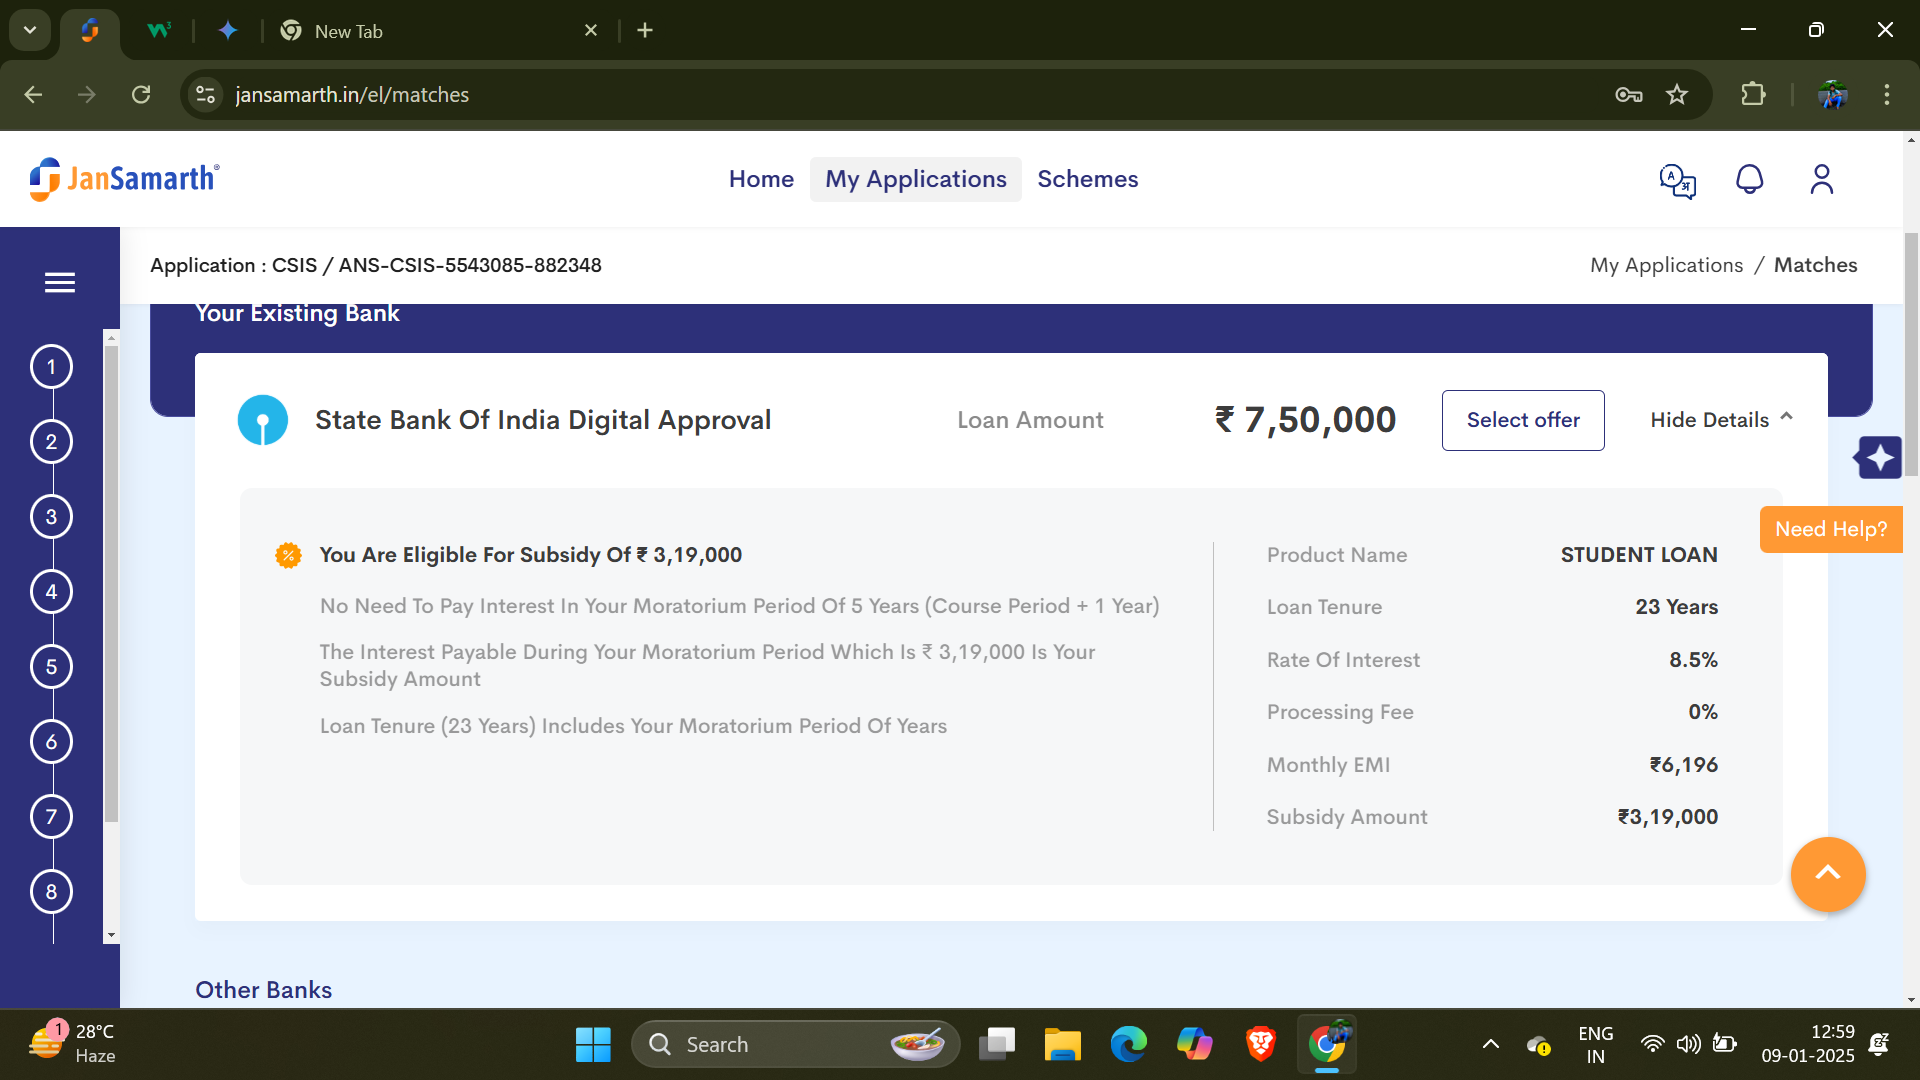 New Tab
jansamarth.in/el/matches
JanSamarth®
Home
My Applications
Schemes
Application : CSIS / ANS-CSIS-5543085-882348
My Applications / Matches
Your Existing Bank
State Bank Of India Digital Approval
Loan Amount
₹ 7,50,000
Select offer
Hide Details
You Are Eligible For Subsidy Of ₹ 3,19,000
No Need To Pay Interest In Your Moratorium Period Of 5 Years (Course Period + 1 Year)
The Interest Payable During Your Moratorium Period Which Is ₹ 3,19,000 Is Your
Subsidy Amount
Loan Tenure (23 Years) Includes Your Moratorium Period Of Years
Product Name STUDENT LOAN
Loan Tenure 23 Years
Rate Of Interest 8.5%
Processing Fee 0%
Monthly EMI ₹6,196
Subsidy Amount ₹3,19,000
Need Help?
1
2
3
4
5
6
7
8
Other Banks
1
28°C
Haze
Search
ENG
IN
12:59
09-01-2025